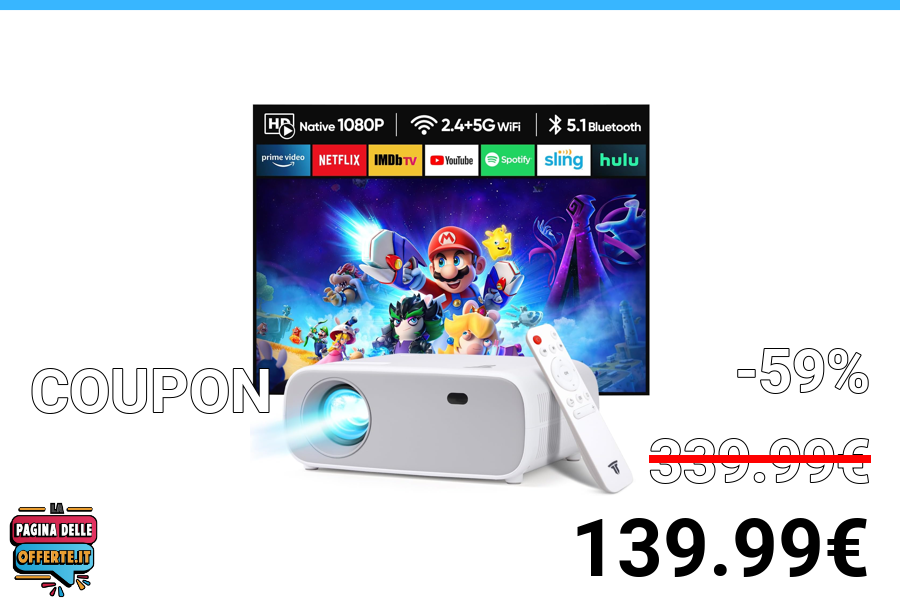 HD Native 1080P 2.4+5G WiFi 5.1 Bluetooth
prime video NETFLIX IMDb TV YouTube Spotify sling hulu
M
COUPON
-59%
339.99€
139.99€
LA
PAGINA DELLE
OFFERTE.IT